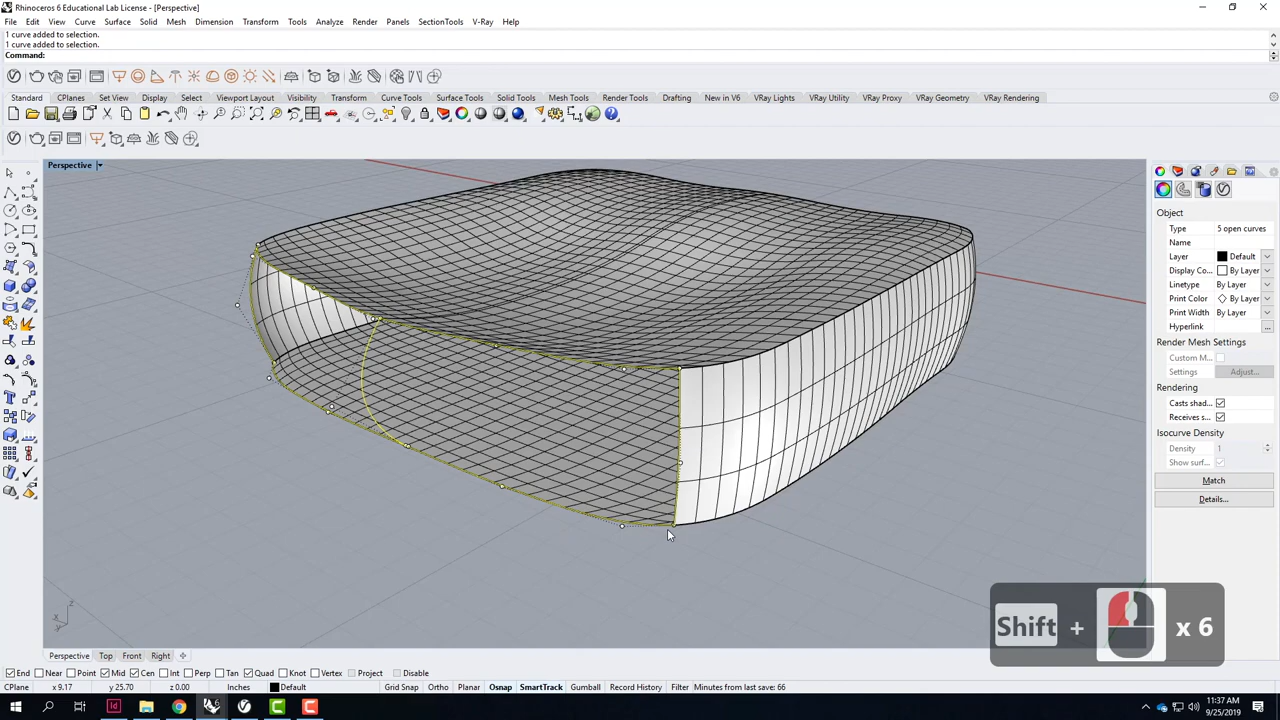 Rhinoceros 6 Educational Lab License - [Perspective]
File Edit View Curve Surface Solid Mesh Dimension Transform Tools Analyze Render Panels SectionTools V-Ray Help
1 curve added to selection.
1 curve added to selection.
Command:
Standard CPlanes Set View Display Select Viewport Layout Visibility Transform Curve Tools Surface Tools Solid Tools Mesh Tools Render Tools Drafting New in V6 VRay Lights VRay Utility VRay Proxy VRay Geometry VRay Rendering
Perspective
Object
Type 5 open curves
Name
Layer Default
Display Co... By Layer
Linetype By Layer
Print Color By Layer
Print Width By Layer
Hyperlink ...
Render Mesh Settings
Custom M...
Settings Adjust...
Rendering
Casts shad...
Receives s...
Isocurve Density
Density 1
Show surf...
Match
Details...
z
x
y
Shift + x 6
Perspective Top Front Right
End Near Point Mid Cen Int Perp Tan Quad Knot Vertex Project Disable
CPlane x 9.17 y 25.70 z 0.00 Inches Default Grid Snap Ortho Planar Osnap SmartTrack Gumball Record History Filter Minutes from last save: 66
11:37 AM
9/25/2019